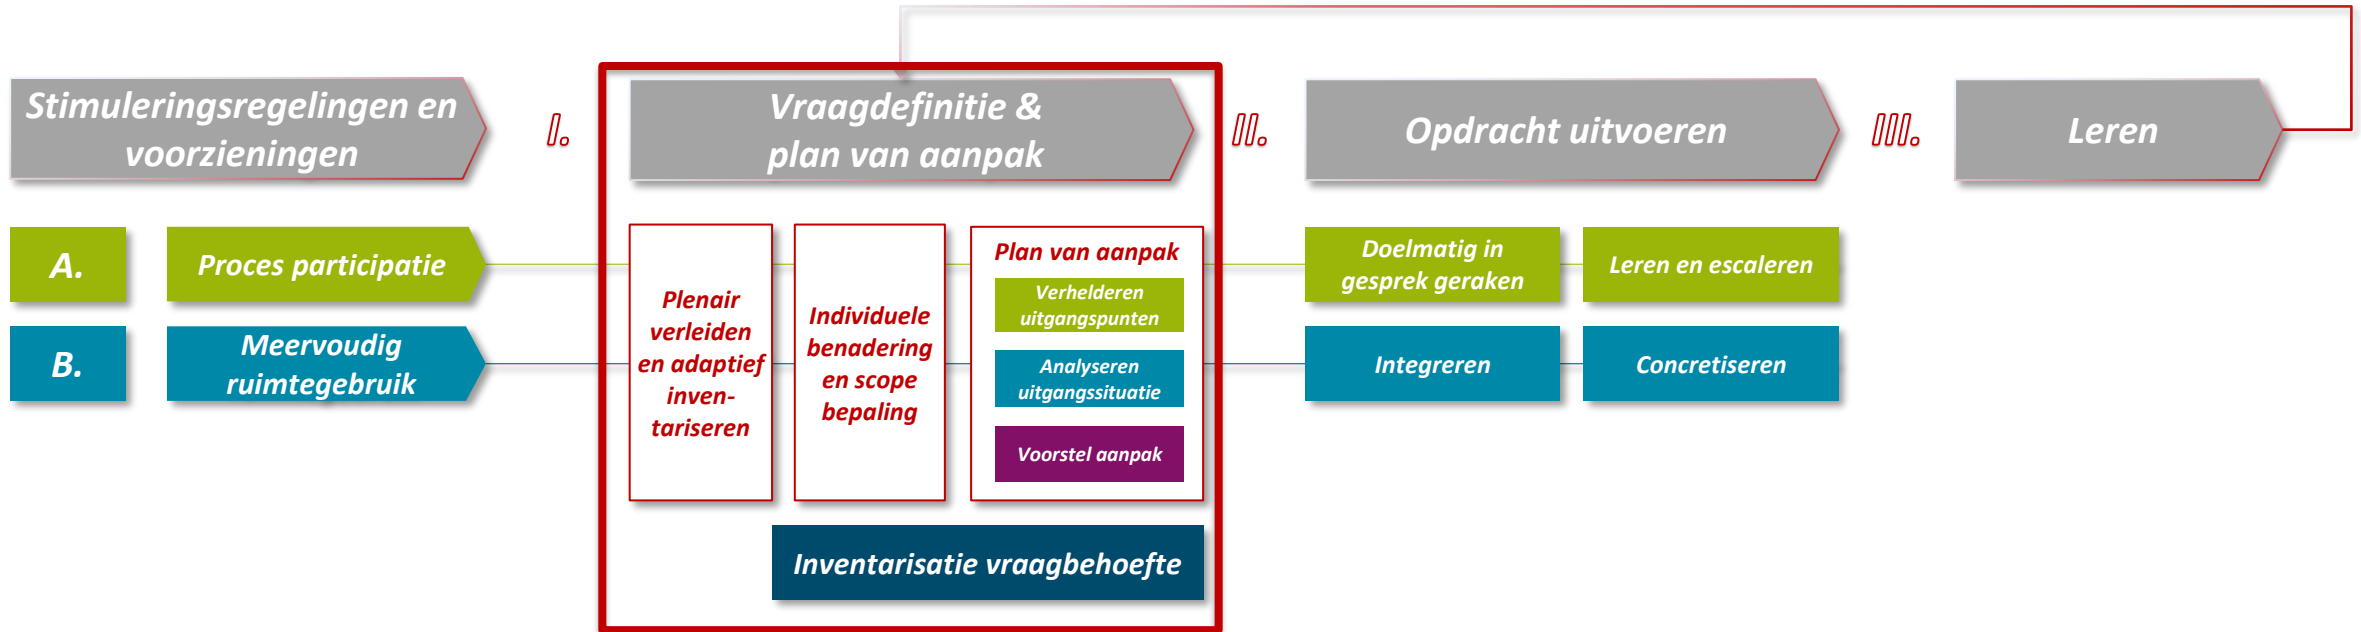 Stimuleringsregelingen en
voorzieningen
I.
Vraagdefinitie &
plan van aanpak
II.
Opdracht uitvoeren
III.
Leren
A.
Proces participatie
B.
Meervoudig
ruimtegebruik
Plenair
verleiden
en adaptief
inven-
tariseren
Individuele
benadering
en scope
bepaling
Plan van aanpak
Verhelderen
uitgangspunten
Analyseren
uitgangssituatie
Voorstel aanpak
Inventarisatie vraagbehoefte
Doelmatig in
gesprek geraken
Leren en escaleren
Integreren
Concretiseren